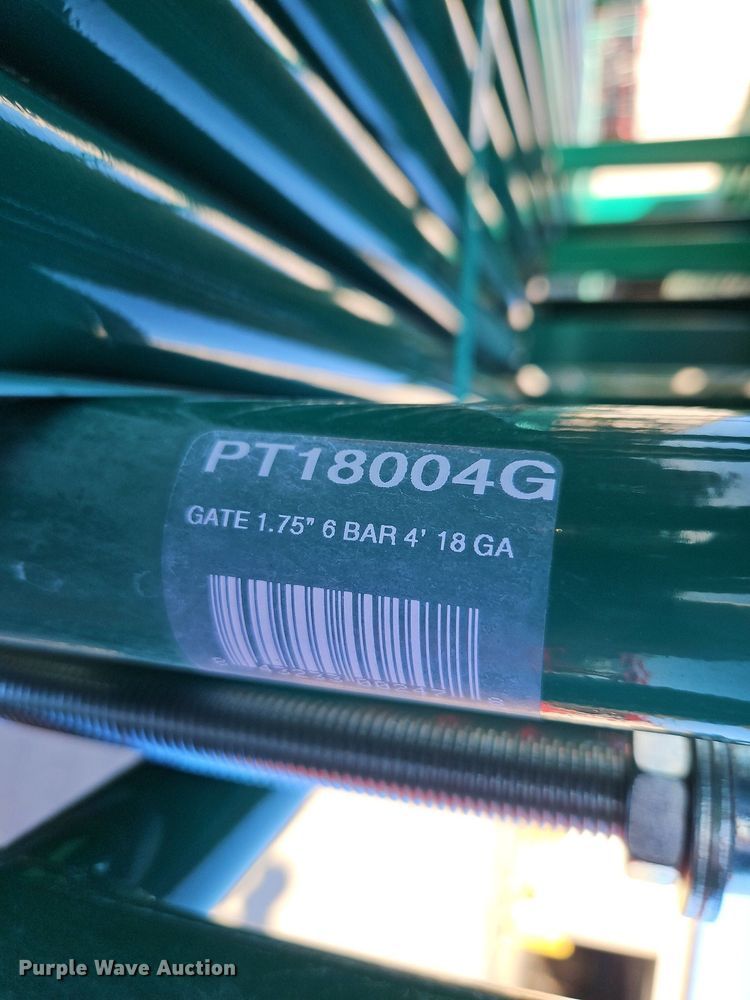 PT18004G
GATE 1.75" 6 BAR 4' 18 GA
Purple Wave Auction